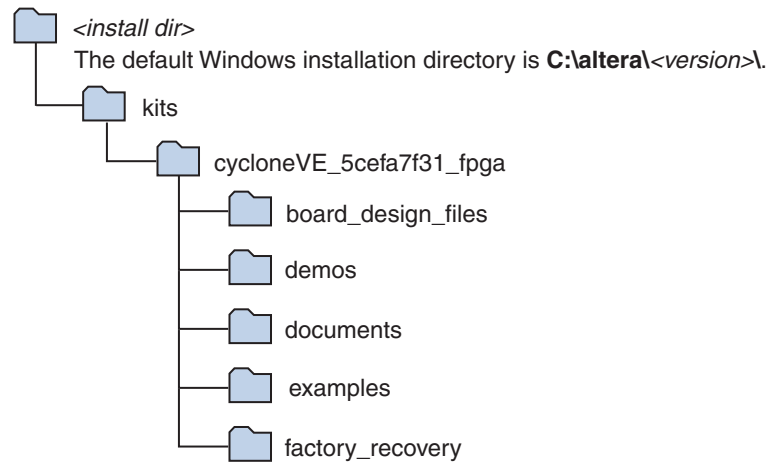 <install dir>
The default Windows installation directory is C:\altera\<version>\.
kits
cycloneVE_5cefa7f31_fpga
board_design_files
demos
documents
examples
factory_recovery